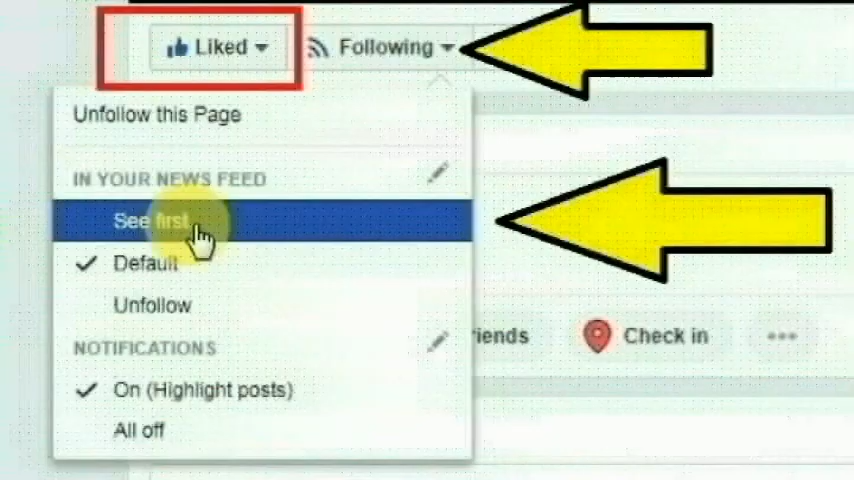 Liked Following
Unfollow this Page
IN YOUR NEWS FEED
See first
Default
Unfollow
riends Check in
NOTIFICATIONS
On (Highlight posts)
All off